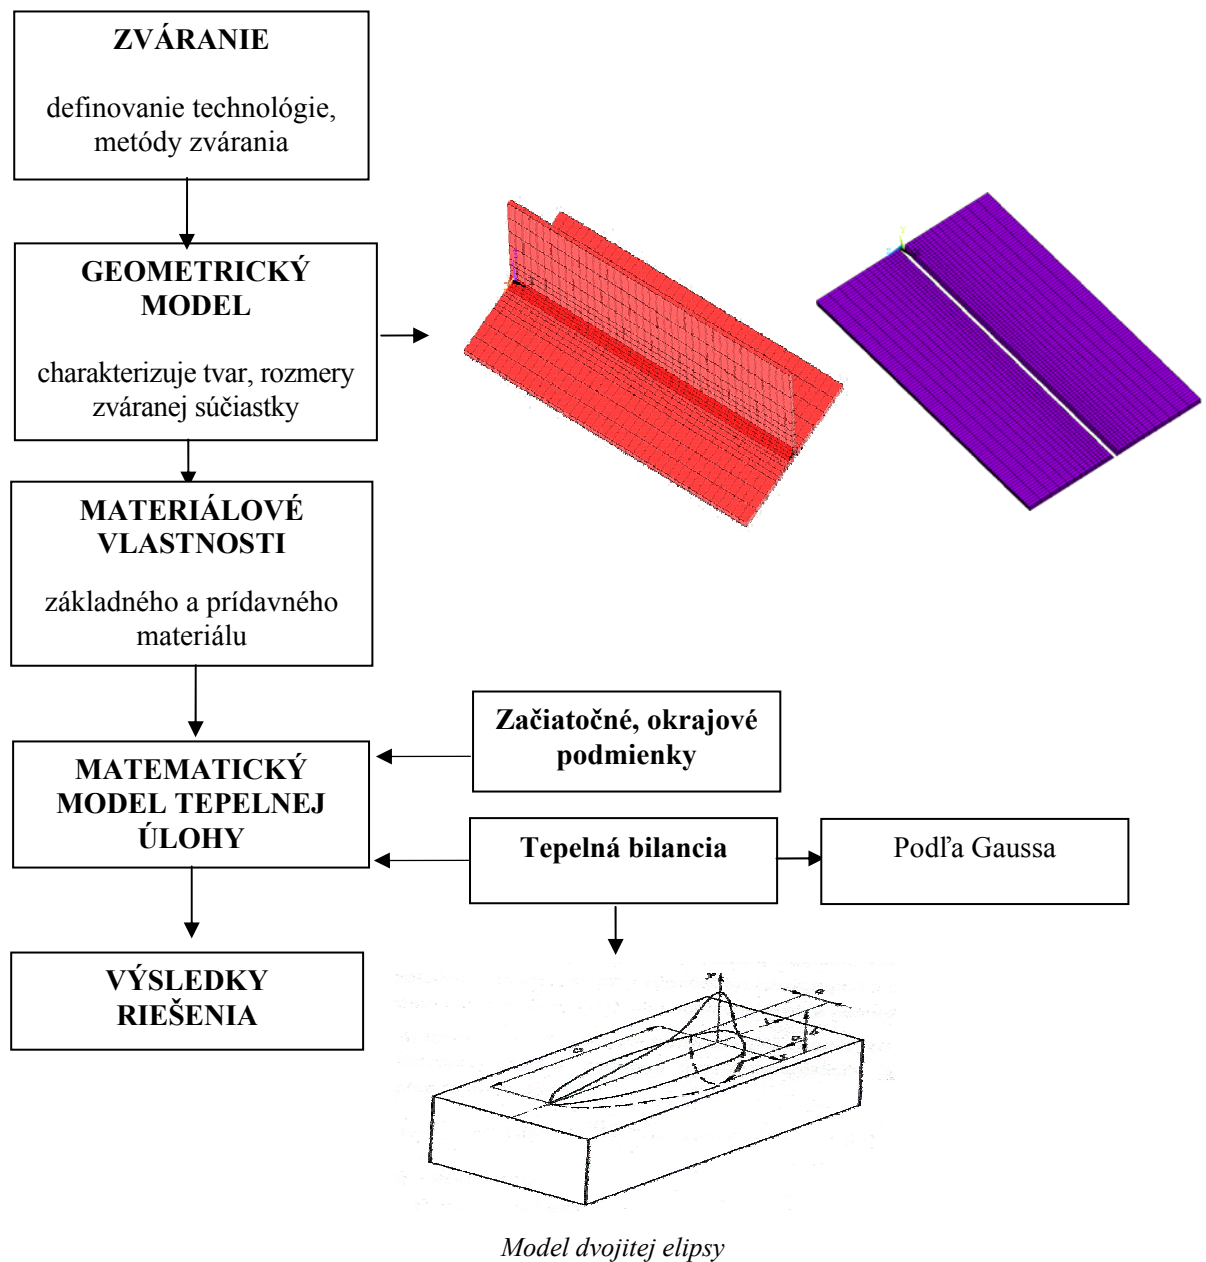 ZVÁRANIE
definovanie technológie,
metódy zvárania
GEOMETRICKÝ
MODEL
charakterizuje tvar, rozmery
zváranej súčiastky
MATERIÁLOVÉ
VLASTNOSTI
základného a prídavného
materiálu
Začiatočné, okrajové
podmienky
MATEMATICKÝ
MODEL TEPELNEJ
ÚLOHY
Tepelná bilancia
Podľa Gaussa
VÝSLEDKY
RIEŠENIA
Model dvojitej elipsy